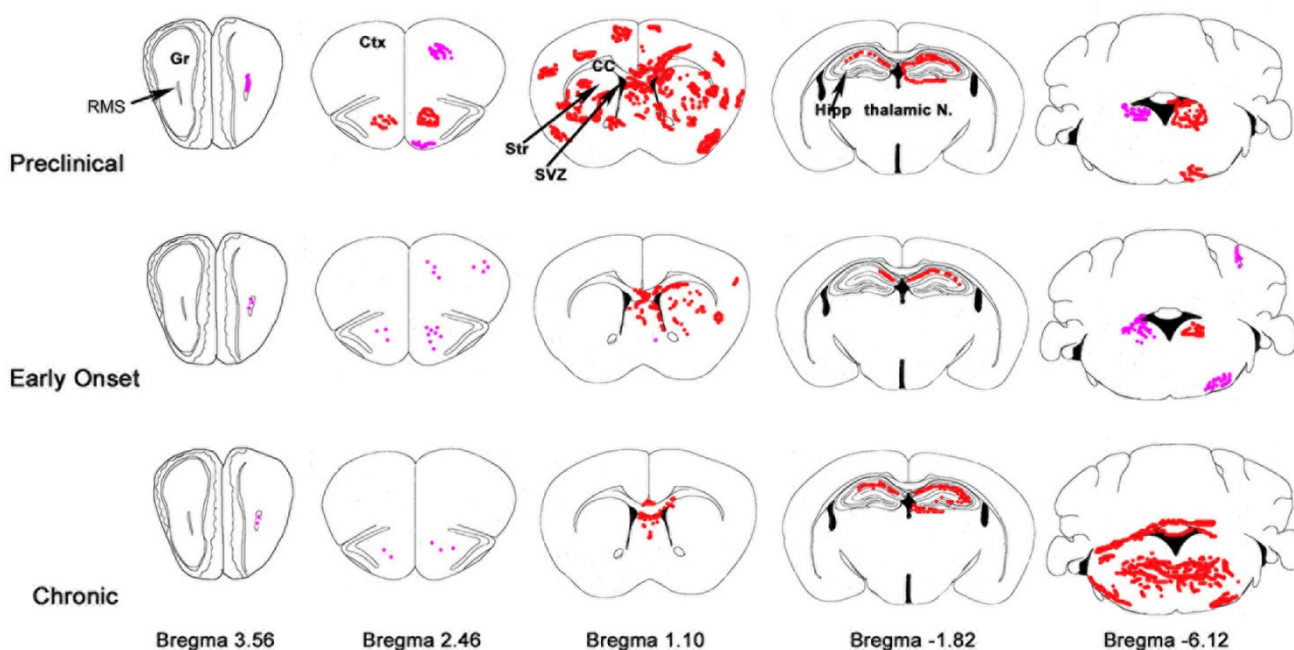 Gr
RMS
Ctx
CC
Str
SVZ
Hipp thalamic N.
Preclinical
Early Onset
Chronic
Bregma 3.56 Bregma 2.46 Bregma 1.10 Bregma -1.82 Bregma -6.12